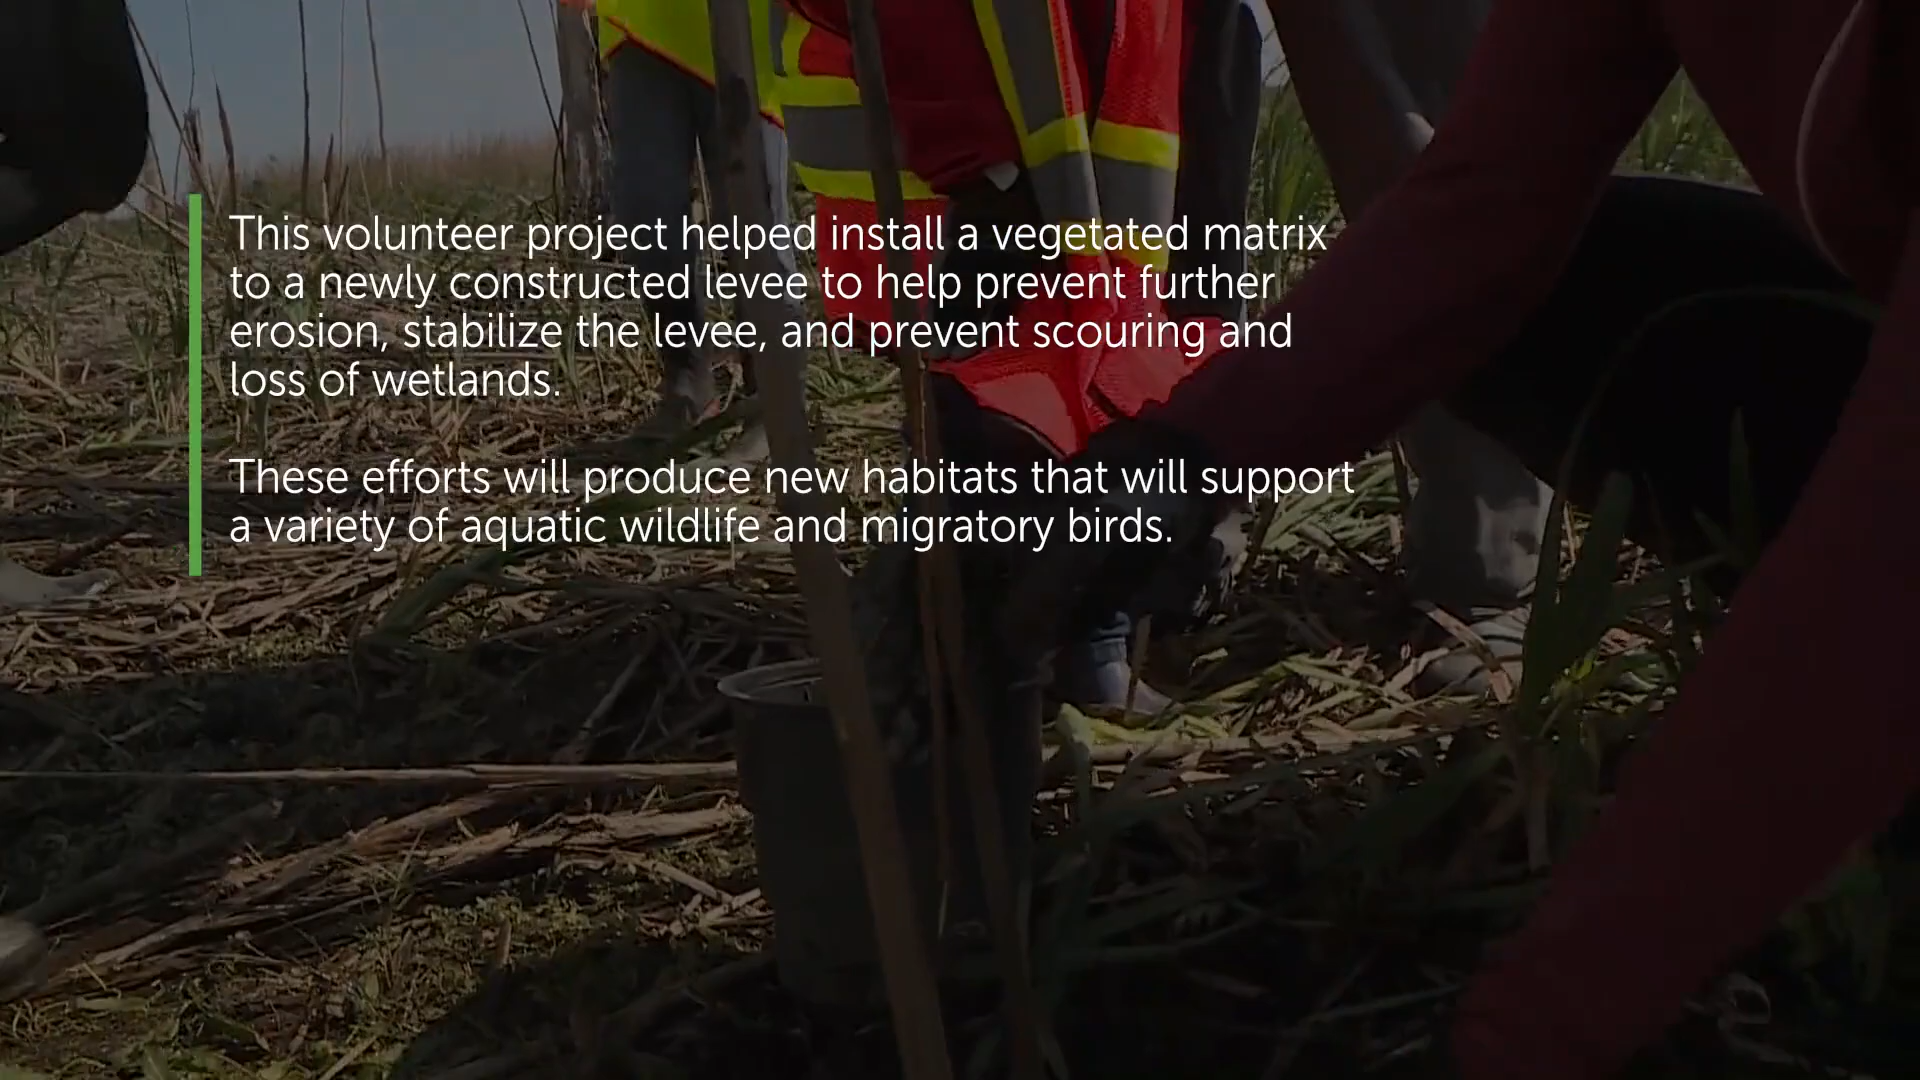 This volunteer project helped install a vegetated matrix
to a newly constructed levee to help prevent further
erosion, stabilize the levee, and prevent scouring and
loss of wetlands.
These efforts will produce new habitats that will support
a variety of aquatic wildlife and migratory birds.